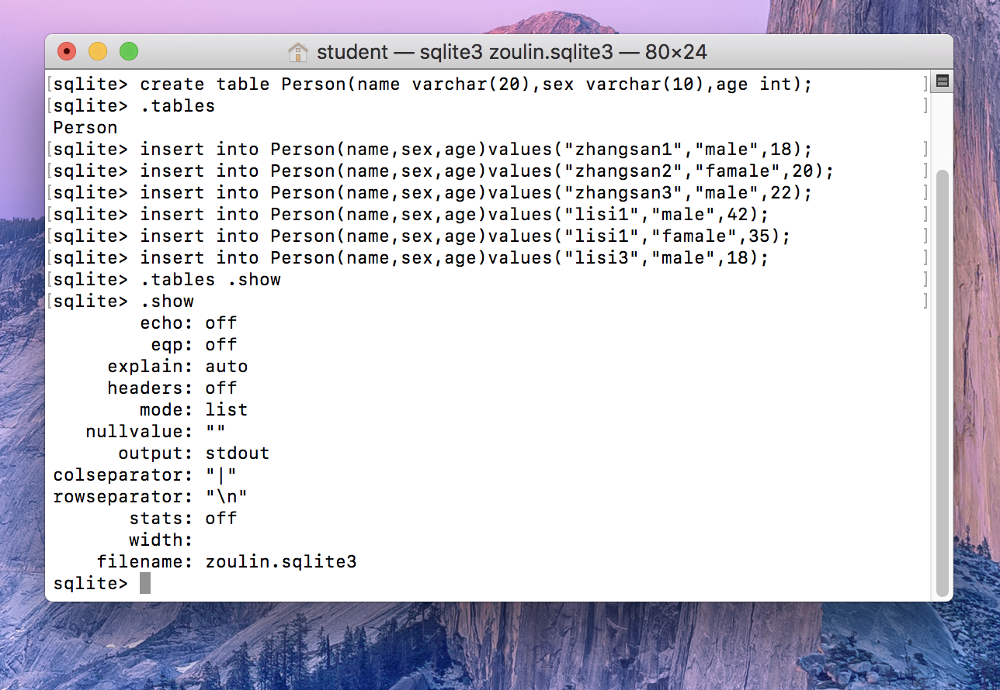 student — sqlite3 zoulin.sqlite3 — 80×24
[sqlite> create table Person(name varchar(20),sex varchar(10),age int); ]
[sqlite> .tables ]
Person
[sqlite> insert into Person(name,sex,age)values("zhangsan1","male",18); ]
[sqlite> insert into Person(name,sex,age)values("zhangsan2","famale",20); ]
[sqlite> insert into Person(name,sex,age)values("zhangsan3","male",22); ]
[sqlite> insert into Person(name,sex,age)values("lisi1","male",42); ]
[sqlite> insert into Person(name,sex,age)values("lisi1","famale",35); ]
[sqlite> insert into Person(name,sex,age)values("lisi3","male",18); ]
[sqlite> .tables .show ]
[sqlite> .show ]
echo: off
eqp: off
explain: auto
headers: off
mode: list
nullvalue: ""
output: stdout
colseparator: "|"
rowseparator: "\n"
stats: off
width:
filename: zoulin.sqlite3
sqlite>